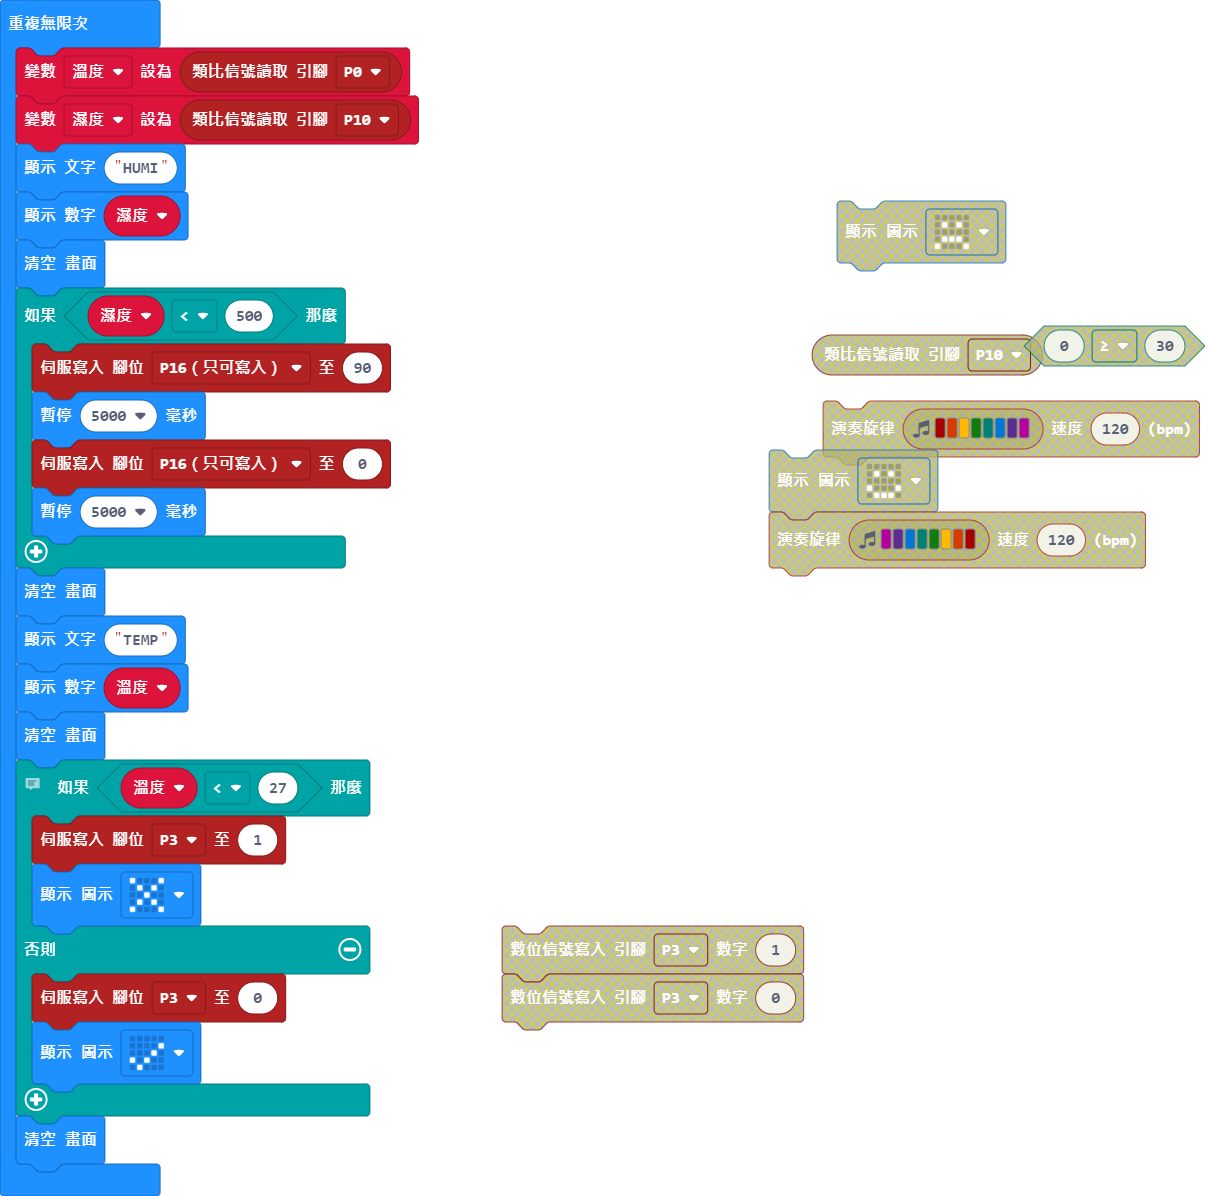 重複無限次
變數 溫度 設為 類比信號讀取 引腳 P0
變數 濕度 設為 類比信號讀取 引腳 P10
顯示 文字 "HUMI"
顯示 數字 濕度
清空 畫面
如果 濕度 < 500 那麼
伺服寫入 腳位 P16 ( 只可寫入 ) 至 90
暫停 5000 毫秒
伺服寫入 腳位 P16 ( 只可寫入 ) 至 0
暫停 5000 毫秒
清空 畫面
顯示 文字 "TEMP"
顯示 數字 溫度
清空 畫面
如果 溫度 < 27 那麼
伺服寫入 腳位 P3 至 1
顯示 圖示
否則
伺服寫入 腳位 P3 至 0
顯示 圖示
清空 畫面
顯示 圖示
類比信號讀取 引腳 P10
0 ≥ 30
演奏旋律 速度 120 (bpm)
顯示 圖示
演奏旋律 速度 120 (bpm)
數位信號寫入 引腳 P3 數字 1
數位信號寫入 引腳 P3 數字 0